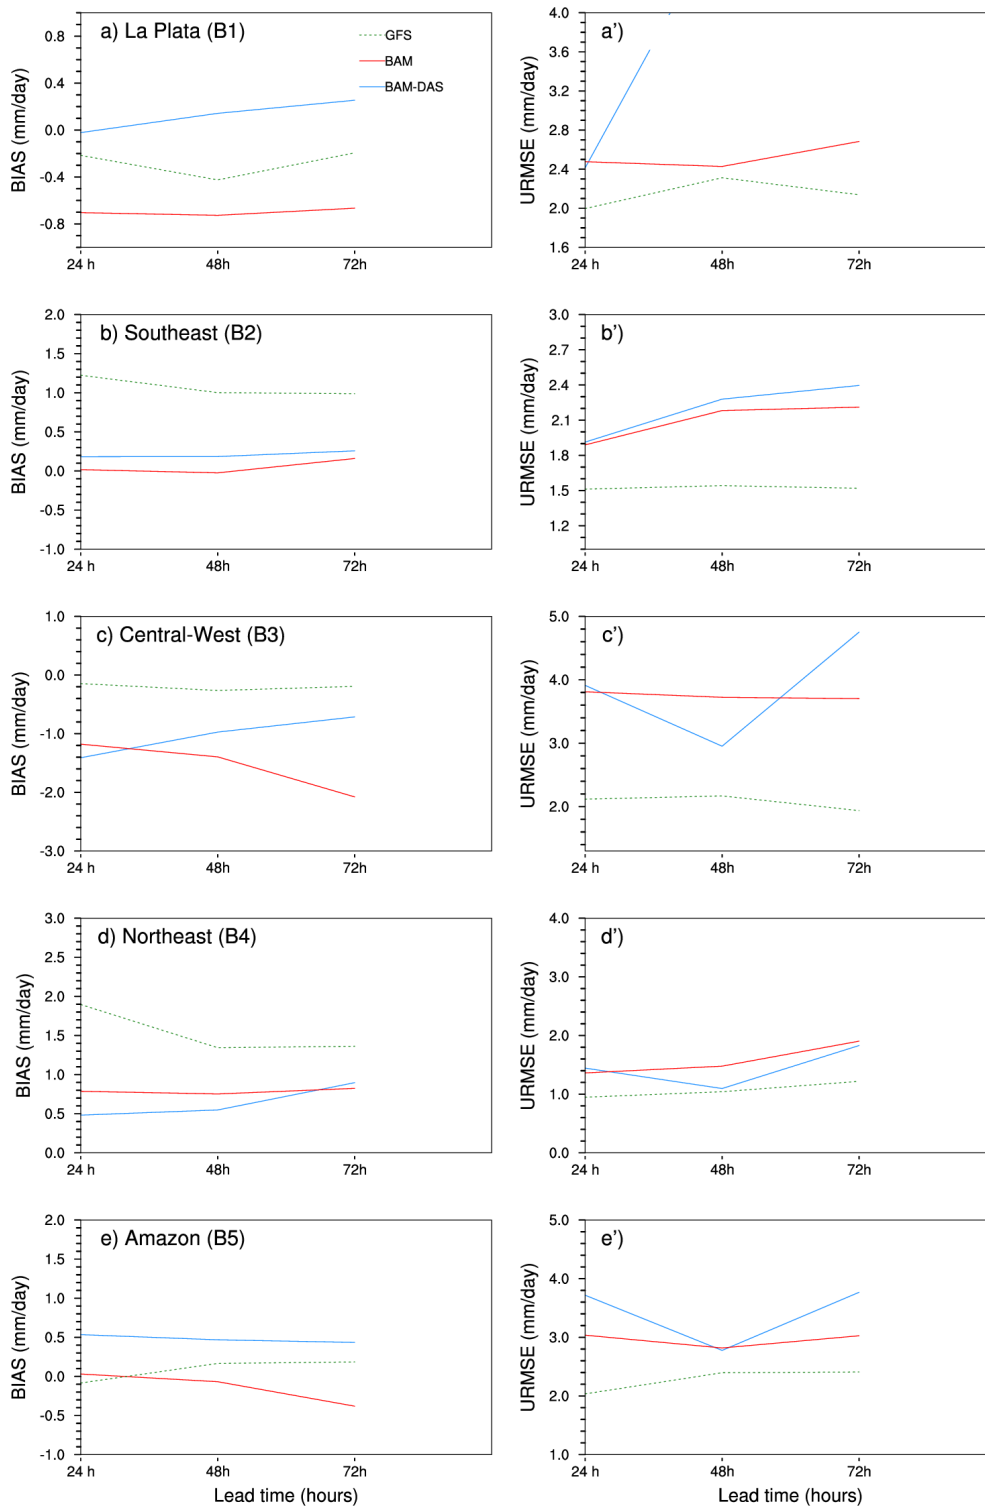 a) La Plata (B1)
GFS
BAM
BAM-DAS
BIAS (mm/day)
0.8
0.4
0.0
-0.4
-0.8
24 h
48h
72h
a')
URMSE (mm/day)
4.0
3.6
3.2
2.8
2.4
2.0
1.6
24 h
48h
72h
b) Southeast (B2)
BIAS (mm/day)
2.0
1.5
1.0
0.5
0.0
-0.5
-1.0
24 h
48h
72h
b')
URMSE (mm/day)
3.0
2.7
2.4
2.1
1.8
1.5
1.2
24 h
48h
72h
c) Central-West (B3)
BIAS (mm/day)
1.0
0.0
-1.0
-2.0
-3.0
24 h
48h
72h
c')
URMSE (mm/day)
5.0
4.0
3.0
2.0
24 h
48h
72h
d) Northeast (B4)
BIAS (mm/day)
3.0
2.5
2.0
1.5
1.0
0.5
0.0
24 h
48h
72h
d')
URMSE (mm/day)
4.0
3.0
2.0
1.0
0.0
24 h
48h
72h
e) Amazon (B5)
BIAS (mm/day)
2.0
1.5
1.0
0.5
0.0
-0.5
-1.0
24 h
48h
72h
Lead time (hours)
e')
URMSE (mm/day)
5.0
4.0
3.0
2.0
1.0
24 h
48h
72h
Lead time (hours)